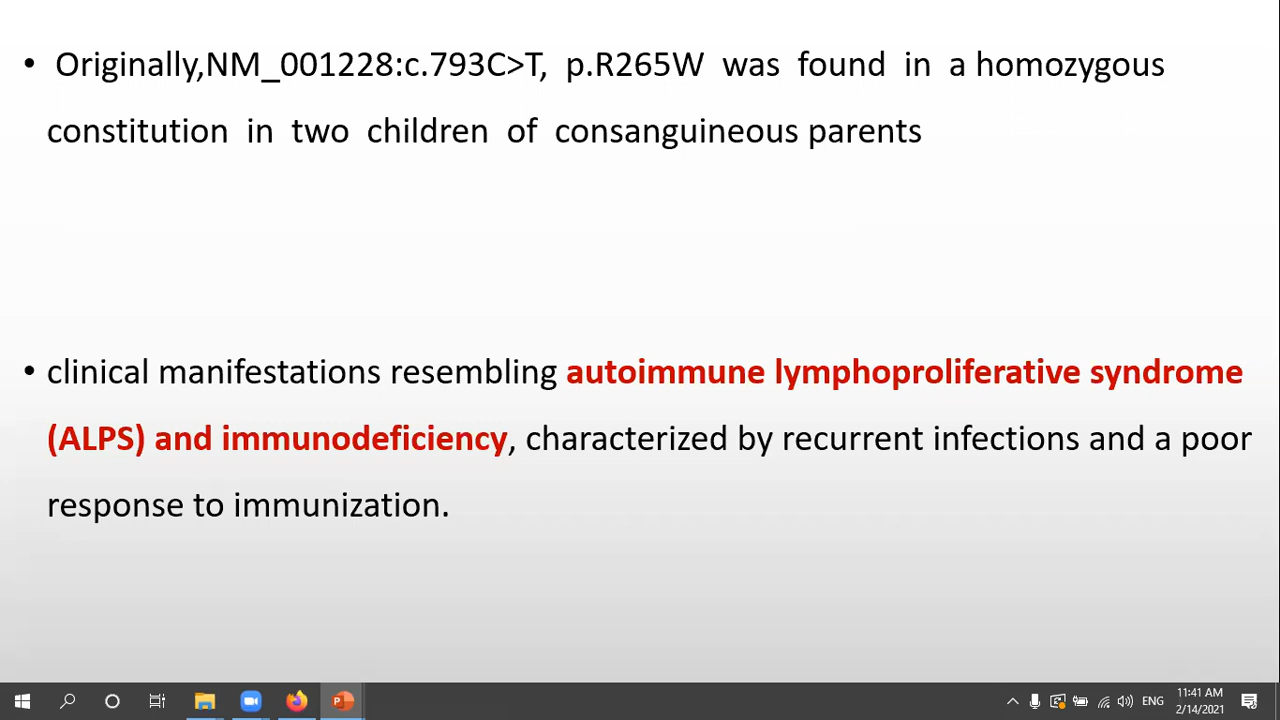 • Originally,NM_001228:c.793C>T, p.R265W was found in a homozygous
constitution in two children of consanguineous parents
• clinical manifestations resembling autoimmune lymphoproliferative syndrome
(ALPS) and immunodeficiency, characterized by recurrent infections and a poor
response to immunization.
ENG
11:41 AM
2/14/2021